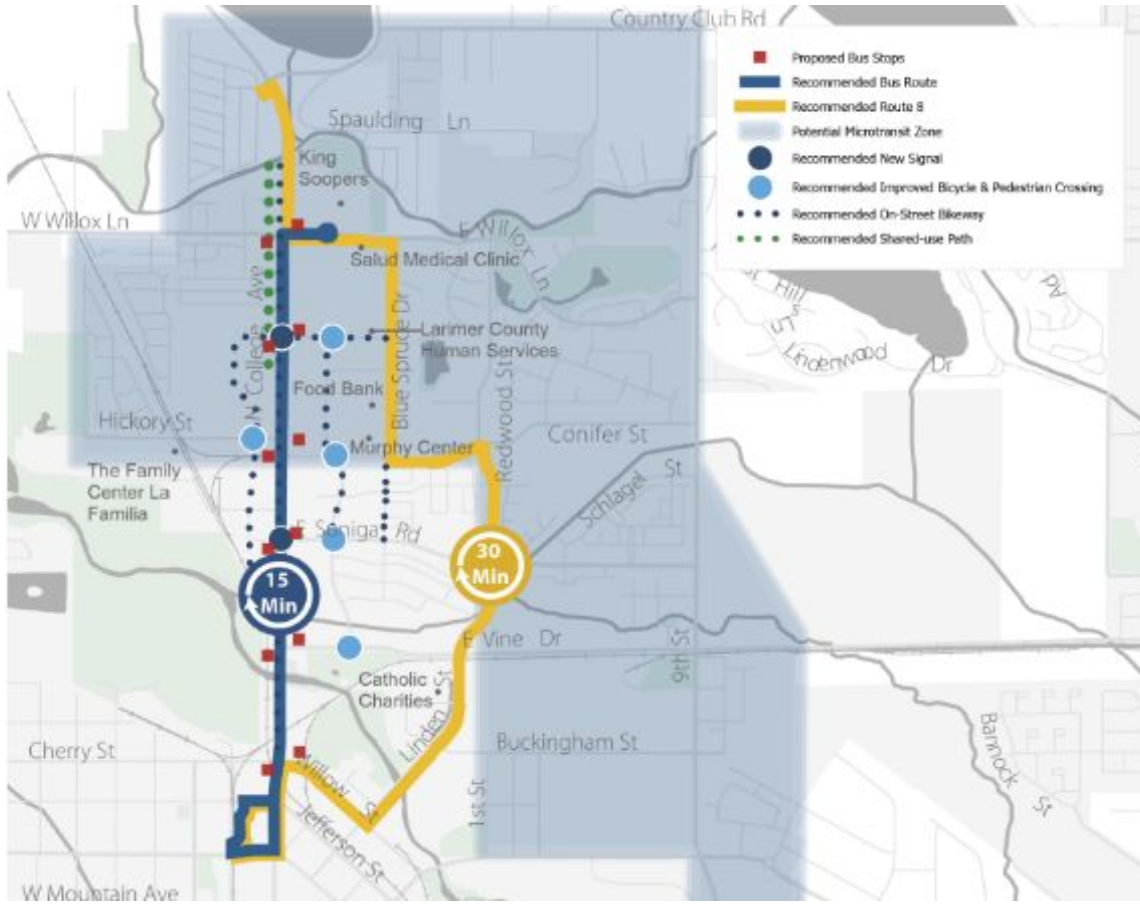 Country Club Rd
Proposed Bus Stops
Recommended Bus Route
Recommended Route 8
Potential Microtransit Zone
Recommended New Signal
Recommended Improved Bicycle & Pedestrian Crossing
Recommended On-Street Bikeway
Recommended Shared-use Path
Spaulding Ln
King
Soopers
W Willox Ln
E Willox Ln
Salud Medical Clinic
N College Ave
Blue Spruce Dr
Larimer County
Human Services
Food Bank
Redwood St
Lindenwood Dr
Hickory St
Murphy Center
Conifer St
The Family
Center La
Familia
Schlagel St
E Suniga Rd
15
Min
30
Min
E Vine Dr
9th St
Catholic
Charities
Linden St
Cherry St
Buckingham St
Bannock St
Willow St
Jefferson St
1st St
W Mountain Ave